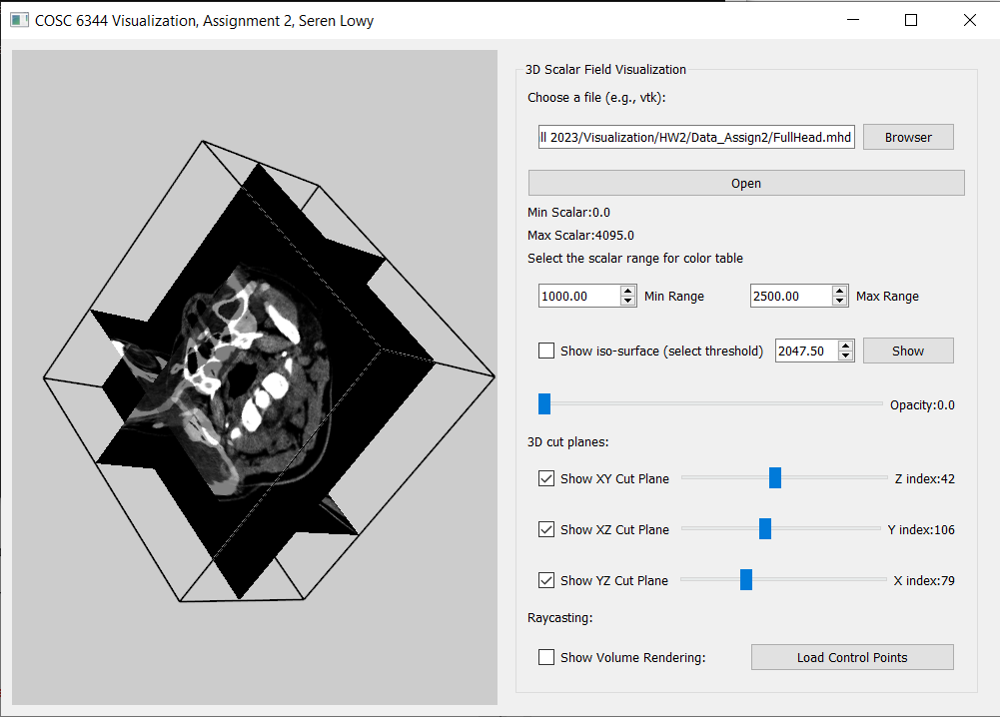 COSC 6344 Visualization, Assignment 2, Seren Lowy
3D Scalar Field Visualization
Choose a file (e.g., vtk):
ll 2023/Visualization/HW2/Data_Assign2/FullHead.mhd
Browser
Open
Min Scalar:0.0
Max Scalar:4095.0
Select the scalar range for color table
1000.00 Min Range 2500.00 Max Range
Show iso-surface (select threshold) 2047.50 Show
Opacity:0.0
3D cut planes:
Show XY Cut Plane Z index:42
Show XZ Cut Plane Y index:106
Show YZ Cut Plane X index:79
Raycasting:
Show Volume Rendering: Load Control Points